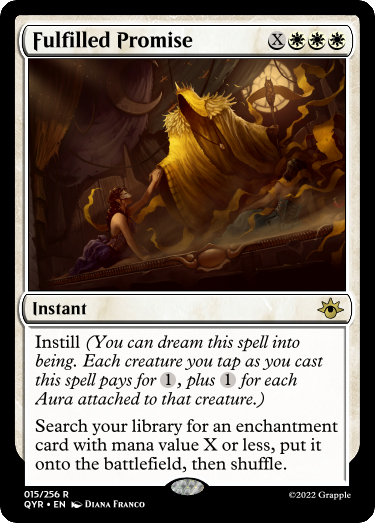 Fulfilled Promise X
Instant
Instill (You can dream this spell into
being. Each creature you tap as you cast
this spell pays for 1, plus 1 for each
Aura attached to that creature.)
Search your library for an enchantment
card with mana value X or less, put it
onto the battlefield, then shuffle.
015/256 R
QYR • EN Diana Franco
©2022 Grapple